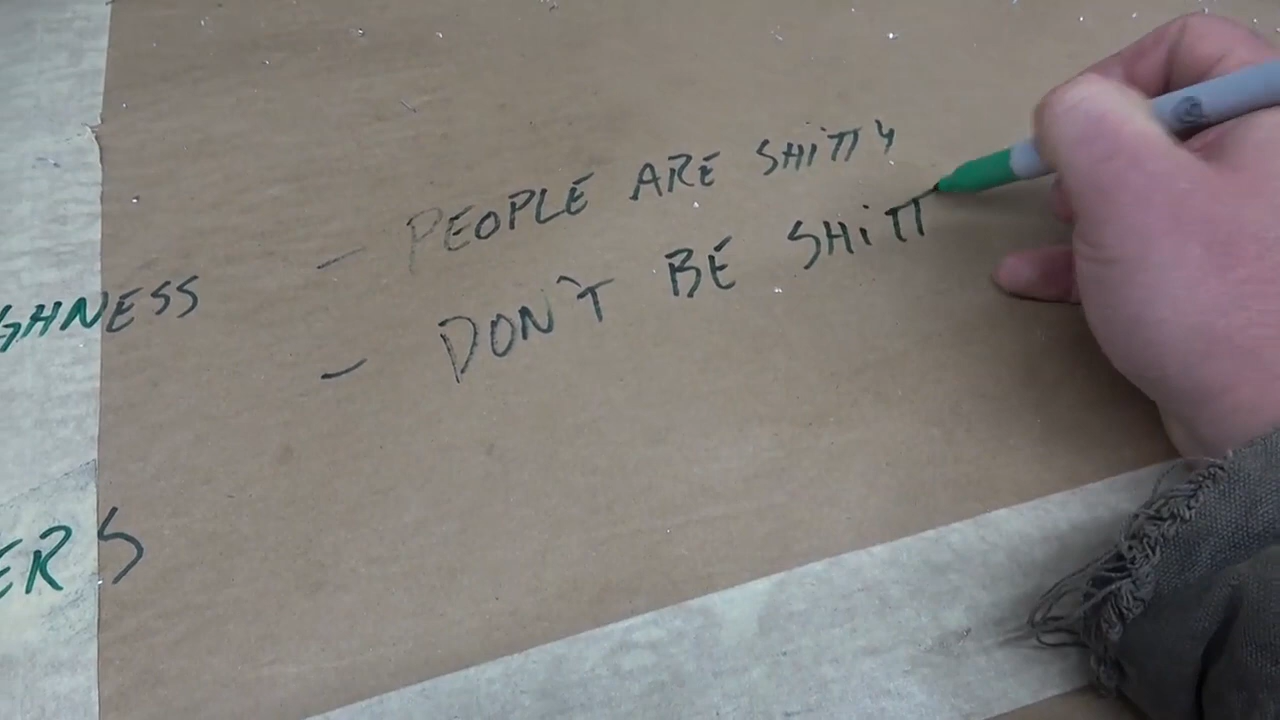 - PEOPLE ARE SHiTTY
- DON'T BE SHiTT
GHNESS
ERS